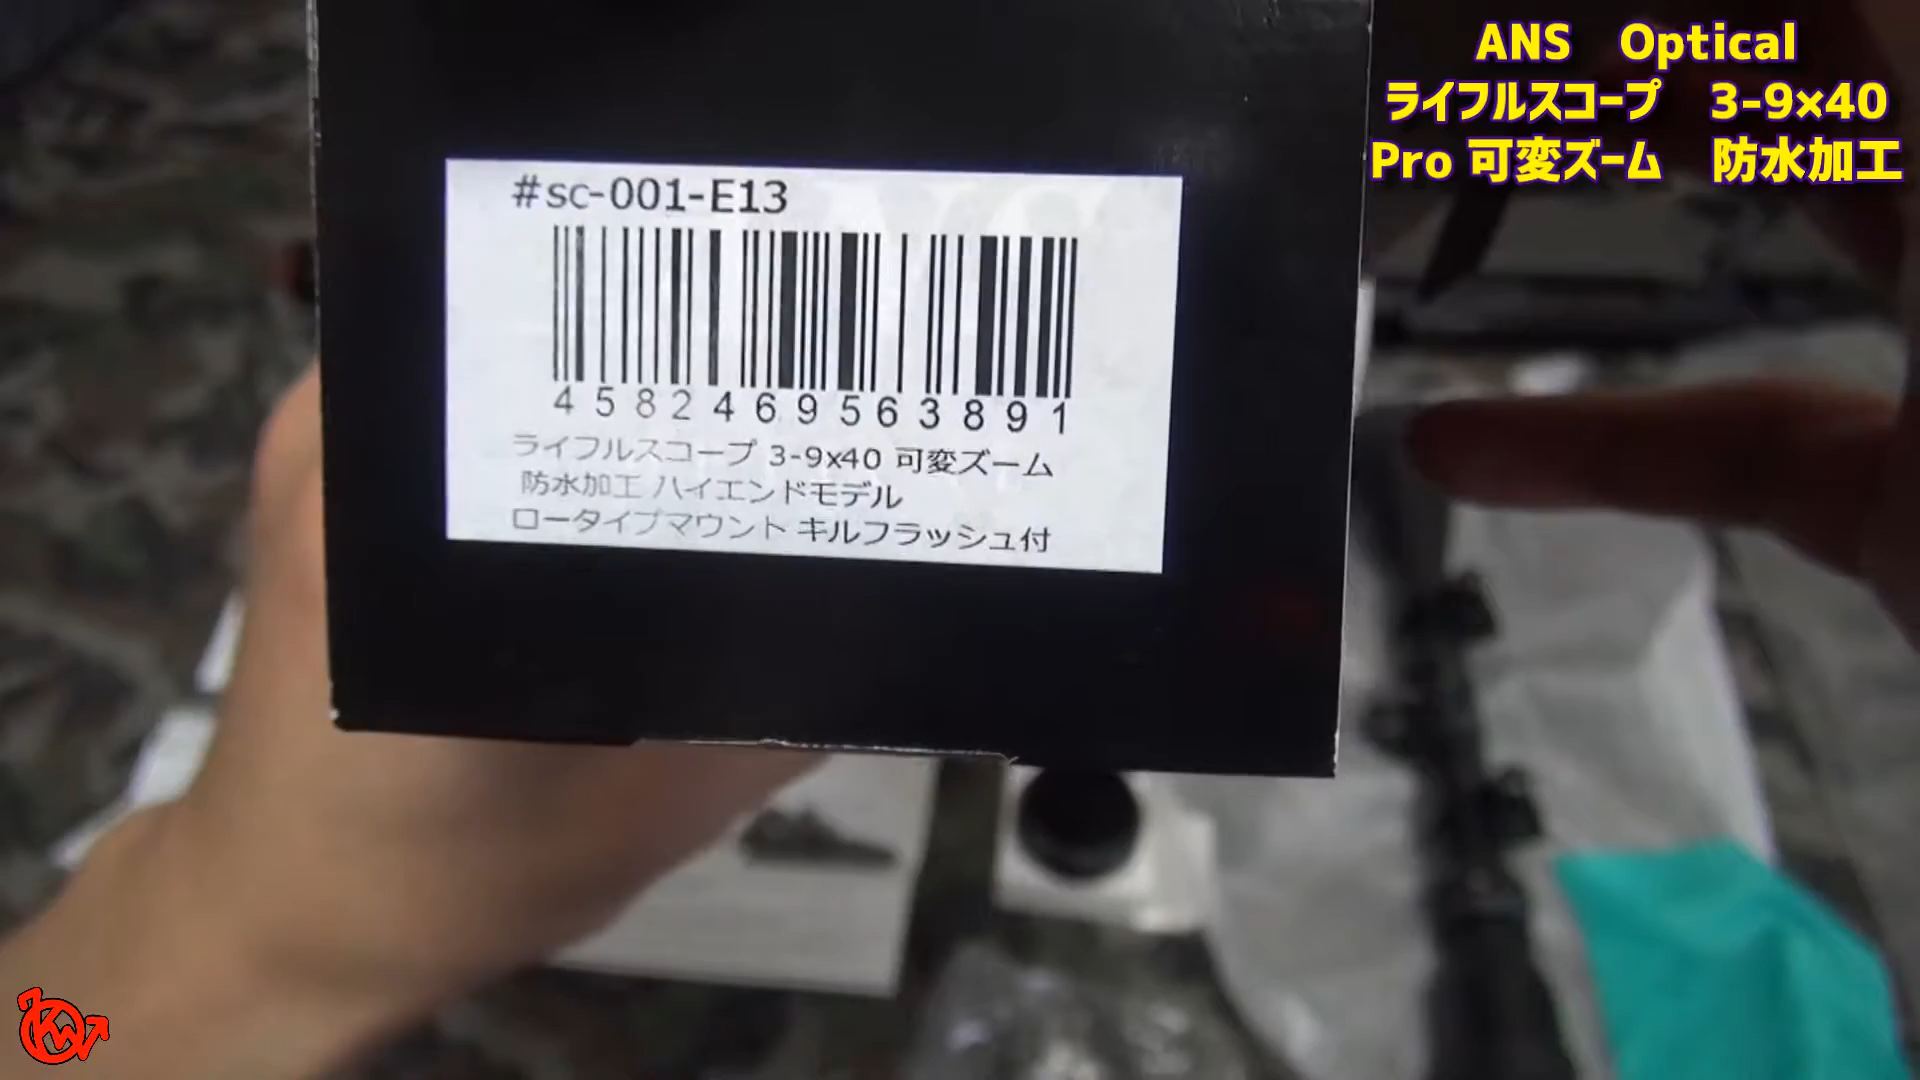 ANS Optical
ライフルスコープ 3-9×40
Pro 可変ズーム 防水加工
#sc-001-E13
4582469563891
ライフルスコープ 3-9x40 可変ズーム
防水加工 ハイエンドモデル
ロータイプマウント キルフラッシュ付